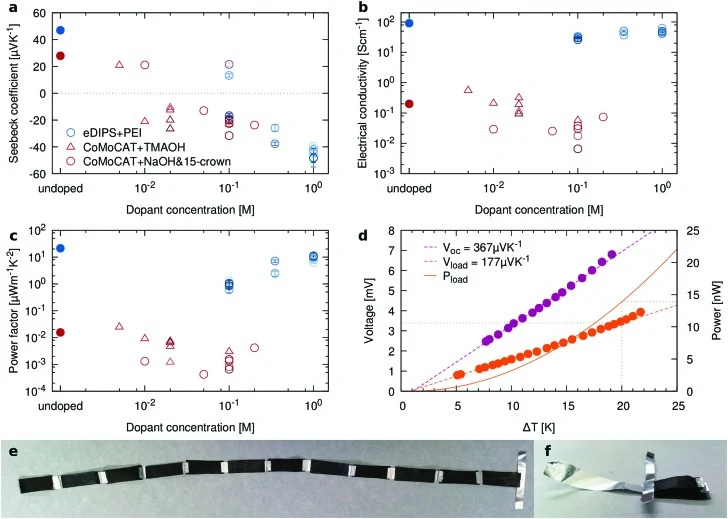 a
60
40
20
0
-20
-40
-60
Seebeck coefficient [µVK⁻¹]
eDIPS+PEI
CoMoCAT+TMAOH
CoMoCAT+NaOH&15-crown
undoped
10⁻²
10⁻¹
10⁰
Dopant concentration [M]
b
10²
10¹
10⁰
10⁻¹
10⁻²
10⁻³
Electrical conductivity [Scm⁻¹]
undoped
10⁻²
10⁻¹
10⁰
Dopant concentration [M]
c
10²
10¹
10⁰
10⁻¹
10⁻²
10⁻³
10⁻⁴
Power factor [µWm⁻¹K⁻²]
undoped
10⁻²
10⁻¹
10⁰
Dopant concentration [M]
d
8
7
6
5
4
3
2
1
0
Voltage [mV]
Voc = 367µVK⁻¹
Vload = 177µVK⁻¹
Pload
25
20
15
10
5
0
Power [nW]
0
5
10
15
20
25
ΔT [K]
e
f